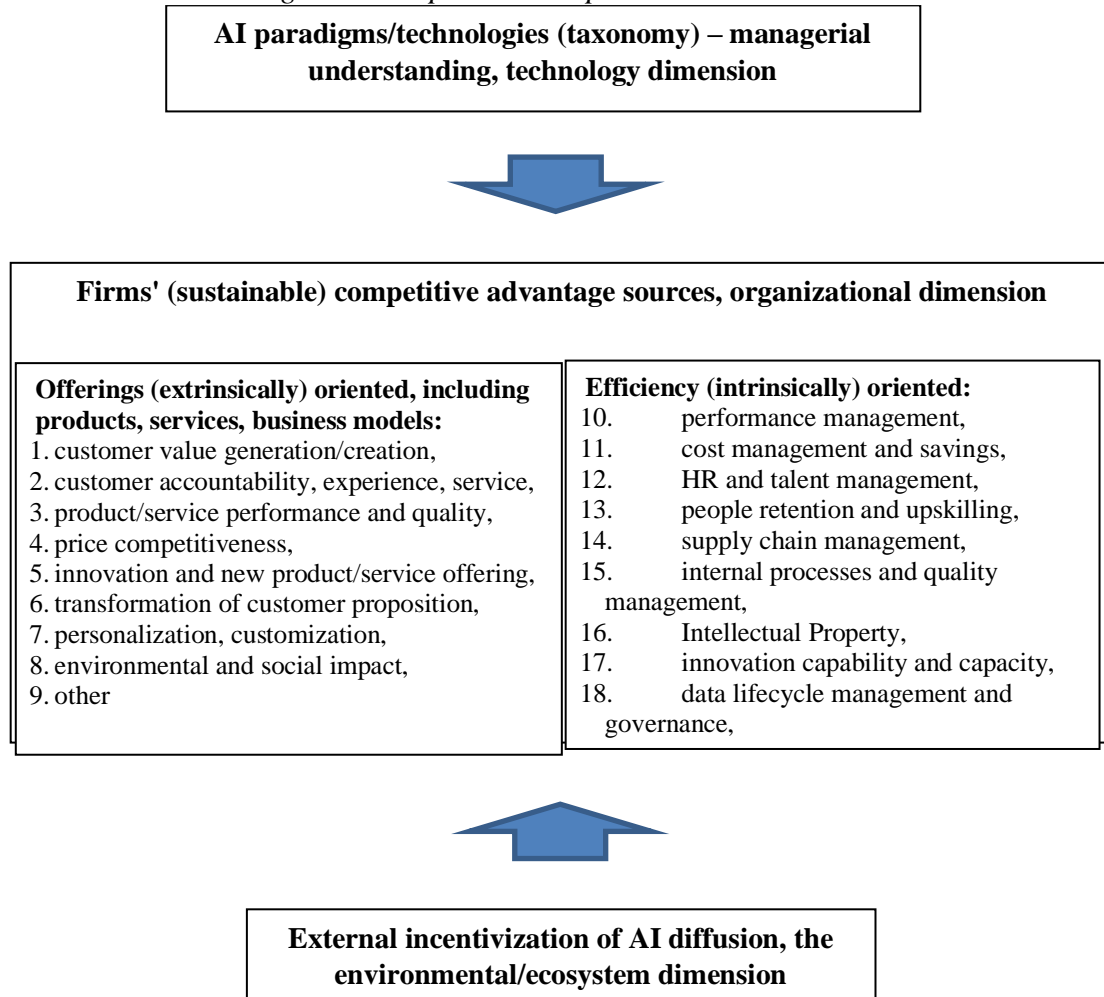 AI paradigms/technologies (taxonomy) – managerial
understanding, technology dimension
Firms' (sustainable) competitive advantage sources, organizational dimension
Offerings (extrinsically) oriented, including
products, services, business models:
1. customer value generation/creation,
2. customer accountability, experience, service,
3. product/service performance and quality,
4. price competitiveness,
5. innovation and new product/service offering,
6. transformation of customer proposition,
7. personalization, customization,
8. environmental and social impact,
9. other
Efficiency (intrinsically) oriented:
10. performance management,
11. cost management and savings,
12. HR and talent management,
13. people retention and upskilling,
14. supply chain management,
15. internal processes and quality
management,
16. Intellectual Property,
17. innovation capability and capacity,
18. data lifecycle management and
governance,
External incentivization of AI diffusion, the
environmental/ecosystem dimension